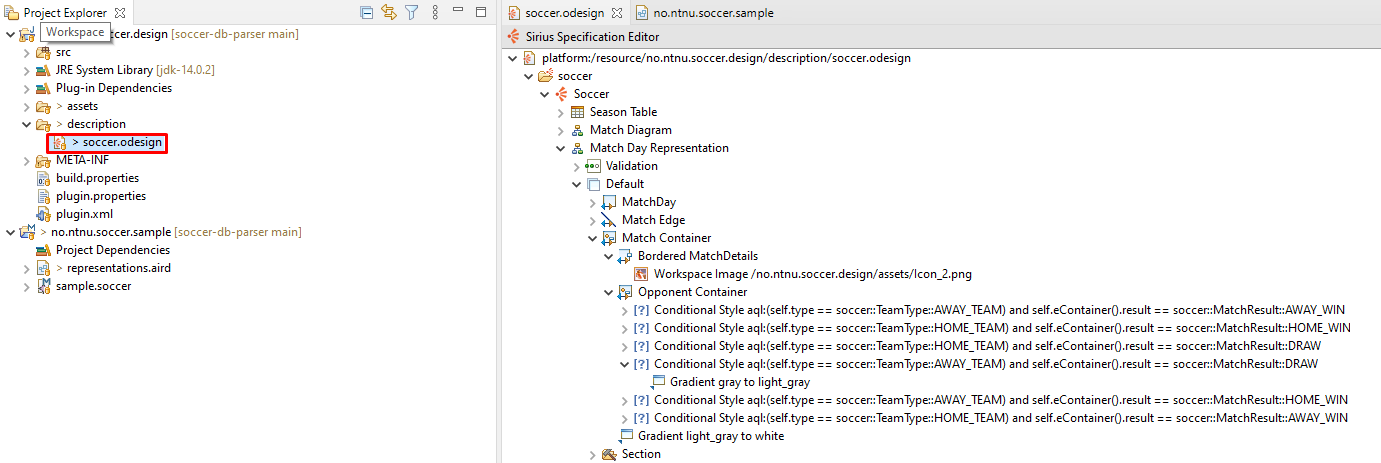 Project Explorer
Workspace
ccer.design [soccer-db-parser main]
src
JRE System Library [jdk-14.0.2]
Plug-in Dependencies
> assets
> description
> soccer.odesign
META-INF
build.properties
plugin.properties
plugin.xml
> no.ntnu.soccer.sample [soccer-db-parser main]
Project Dependencies
> representations.aird
sample.soccer
soccer.odesign
no.ntnu.soccer.sample
Sirius Specification Editor
platform:/resource/no.ntnu.soccer.design/description/soccer.odesign
soccer
Soccer
Season Table
Match Diagram
Match Day Representation
Validation
Default
MatchDay
Match Edge
Match Container
Bordered MatchDetails
Workspace Image /no.ntnu.soccer.design/assets/Icon_2.png
Opponent Container
[?] Conditional Style aql:(self.type == soccer::TeamType::AWAY_TEAM) and self.eContainer().result == soccer::MatchResult::AWAY_WIN
[?] Conditional Style aql:(self.type == soccer::TeamType::HOME_TEAM) and self.eContainer().result == soccer::MatchResult::HOME_WIN
[?] Conditional Style aql:(self.type == soccer::TeamType::HOME_TEAM) and self.eContainer().result == soccer::MatchResult::DRAW
[?] Conditional Style aql:(self.type == soccer::TeamType::AWAY_TEAM) and self.eContainer().result == soccer::MatchResult::DRAW
Gradient gray to light_gray
[?] Conditional Style aql:(self.type == soccer::TeamType::AWAY_TEAM) and self.eContainer().result == soccer::MatchResult::HOME_WIN
[?] Conditional Style aql:(self.type == soccer::TeamType::HOME_TEAM) and self.eContainer().result == soccer::MatchResult::AWAY_WIN
Gradient light_gray to white
Section